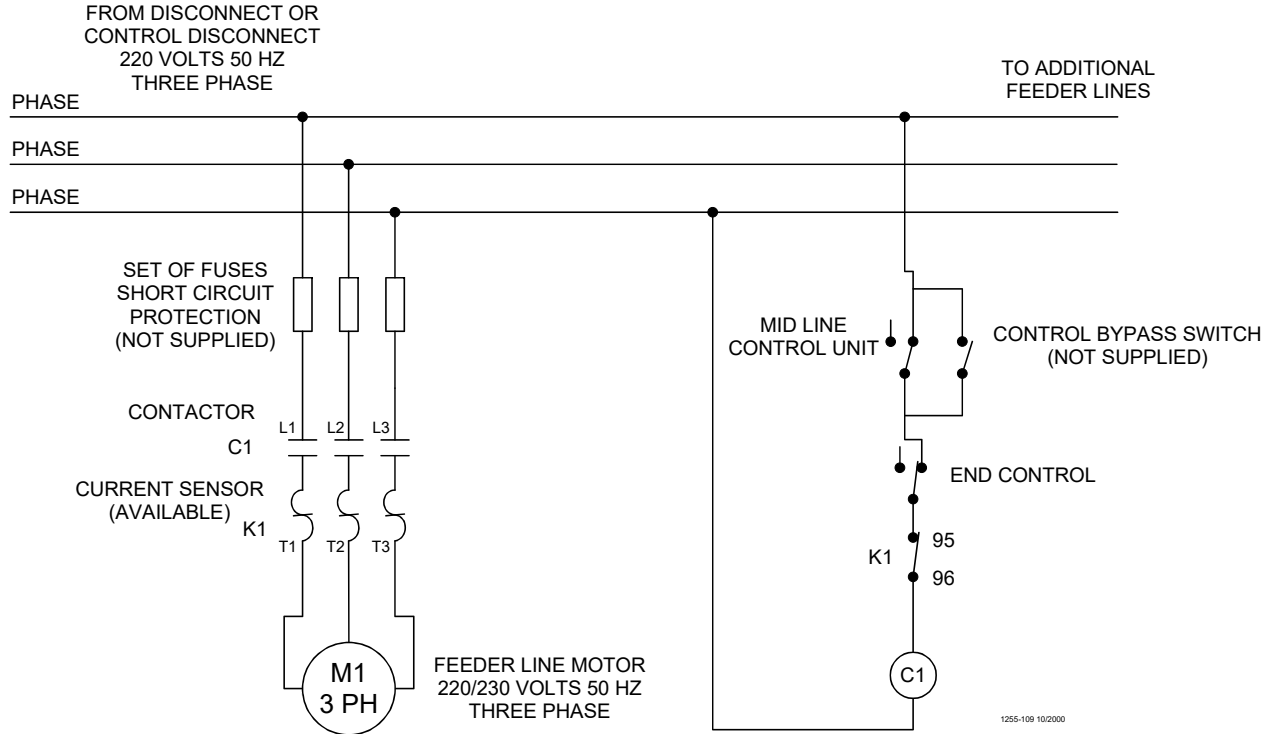 FROM DISCONNECT OR
CONTROL DISCONNECT
220 VOLTS 50 HZ
THREE PHASE
TO ADDITIONAL
FEEDER LINES
PHASE
PHASE
PHASE
SET OF FUSES
SHORT CIRCUIT
PROTECTION
(NOT SUPPLIED)
MID LINE
CONTROL UNIT
CONTROL BYPASS SWITCH
(NOT SUPPLIED)
CONTACTOR
C1
L1
L2
L3
CURRENT SENSOR
(AVAILABLE)
K1
T1
T2
T3
END CONTROL
K1
95
96
M1
3 PH
FEEDER LINE MOTOR
220/230 VOLTS 50 HZ
THREE PHASE
C1
1255-109 10/2000